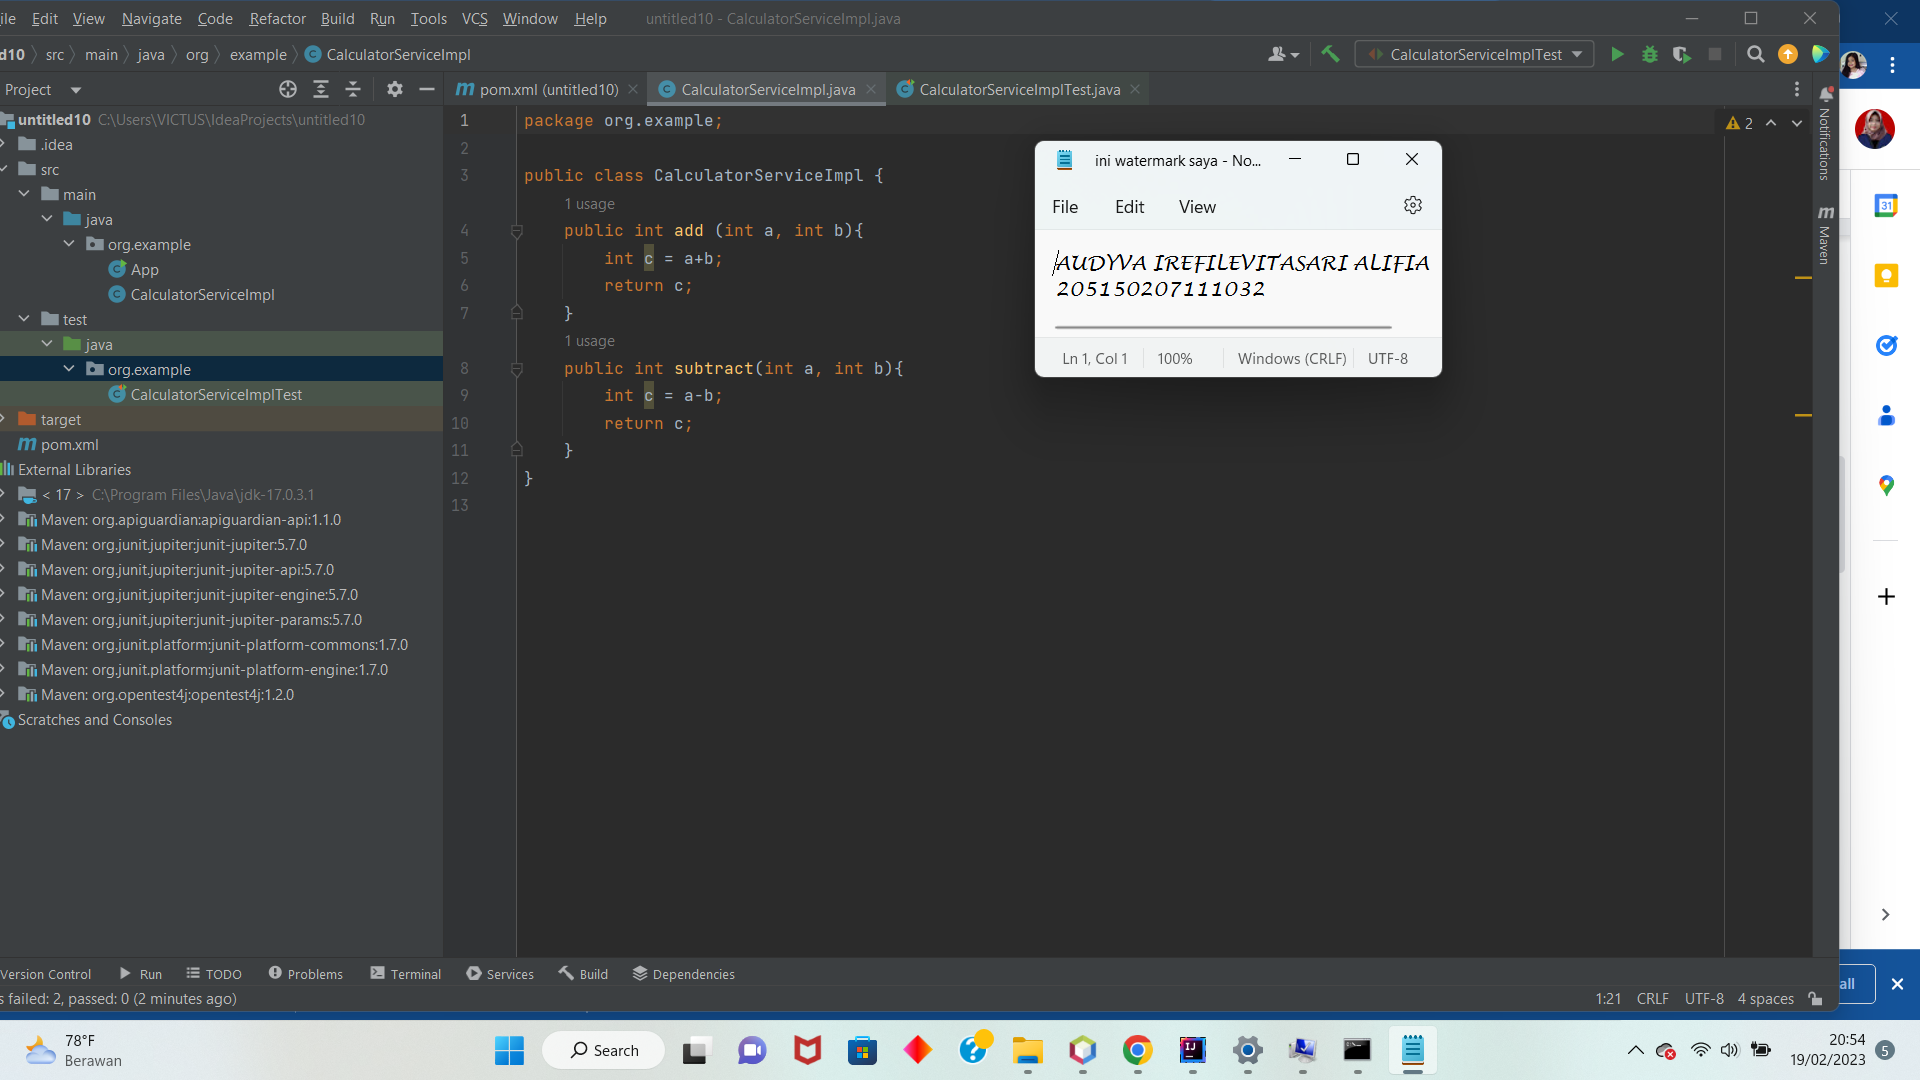 ile Edit View Navigate Code Refactor Build Run Tools VCS Window Help untitled10 - CalculatorServiceImpl.java
d10 src main java org example CalculatorServiceImpl CalculatorServiceImplTest
Project
pom.xml (untitled10) CalculatorServiceImpl.java CalculatorServiceImplTest.java
untitled10 C:\Users\VICTUS\IdeaProjects\untitled10
.idea
src
main
java
org.example
App
CalculatorServiceImpl
test
java
org.example
CalculatorServiceImplTest
target
pom.xml
External Libraries
< 17 > C:\Program Files\Java\jdk-17.0.3.1
Maven: org.apiguardian:apiguardian-api:1.1.0
Maven: org.junit.jupiter:junit-jupiter:5.7.0
Maven: org.junit.jupiter:junit-jupiter-api:5.7.0
Maven: org.junit.jupiter:junit-jupiter-engine:5.7.0
Maven: org.junit.jupiter:junit-jupiter-params:5.7.0
Maven: org.junit.platform:junit-platform-commons:1.7.0
Maven: org.junit.platform:junit-platform-engine:1.7.0
Maven: org.opentest4j:opentest4j:1.2.0
Scratches and Consoles
1 package org.example;
2
3 public class CalculatorServiceImpl {
1 usage
4 public int add (int a, int b){
5 int c = a+b;
6 return c;
7 }
1 usage
8 public int subtract(int a, int b){
9 int c = a-b;
10 return c;
11 }
12 }
13
2
Notifications
Maven
ini watermark saya - No...
File Edit View
AUDYVA IREFILEVITASARI ALIFIA
205150207111032
Ln 1, Col 1 100% Windows (CRLF) UTF-8
31
Version Control Run TODO Problems Terminal Services Build Dependencies
s failed: 2, passed: 0 (2 minutes ago) 1:21 CRLF UTF-8 4 spaces
all
78°F
Berawan
Search
20:54
19/02/2023
5